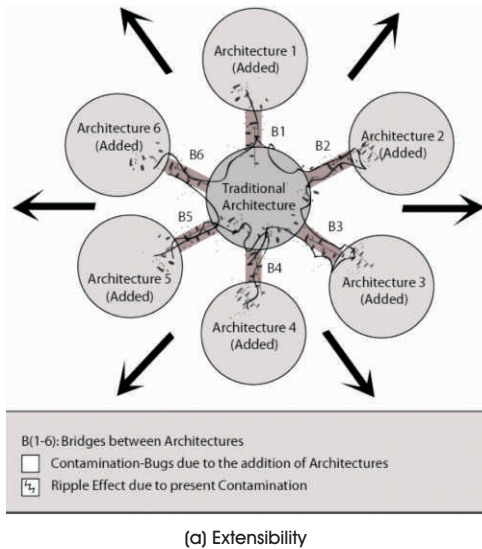 Architecture 1
(Added)
Architecture 6
(Added)
B1
B2
Architecture 2
(Added)
B6
Traditional
Architecture
B5
B3
Architecture 5
(Added)
B4
Architecture 3
(Added)
Architecture 4
(Added)
B(1-6): Bridges between Architectures
Contamination-Bugs due to the addition of Architectures
Ripple Effect due to present Contamination
(a) Extensibility